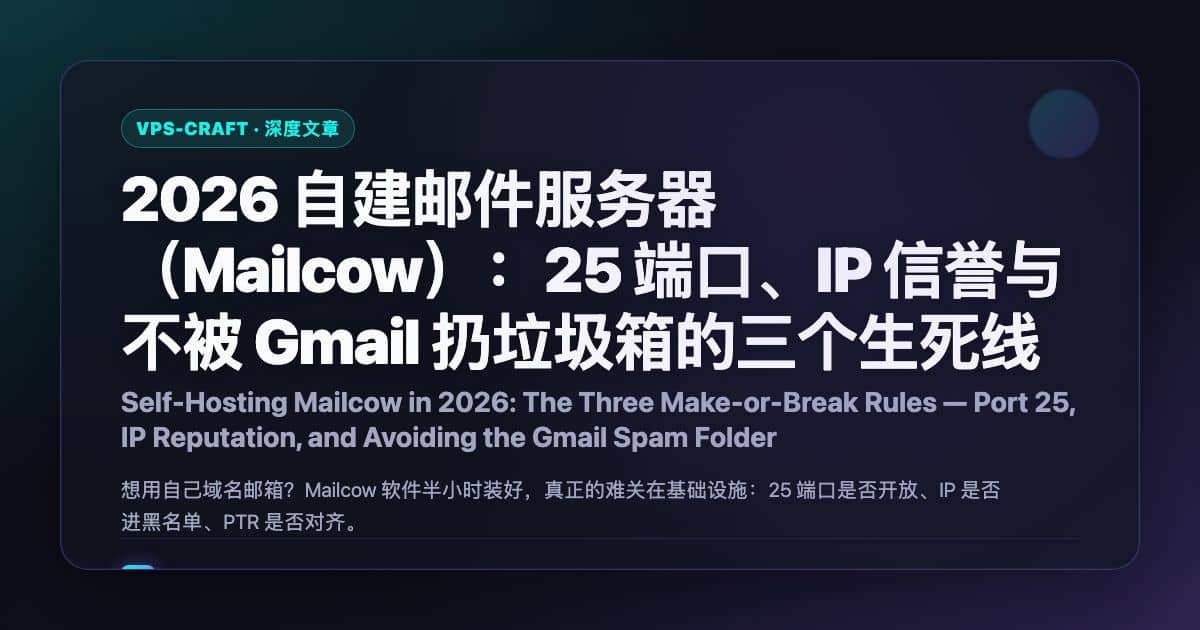 VPS-CRAFT · 深度文章
2026 自建邮件服务器
（Mailcow）：25 端口、IP 信誉与
不被 Gmail 扔垃圾箱的三个生死线
Self-Hosting Mailcow in 2026: The Three Make-or-Break Rules — Port 25,
IP Reputation, and Avoiding the Gmail Spam Folder
想用自己域名邮箱？Mailcow 软件半小时装好，真正的难关在基础设施：25 端口是否开放、IP 是否
进黑名单、PTR 是否对齐。